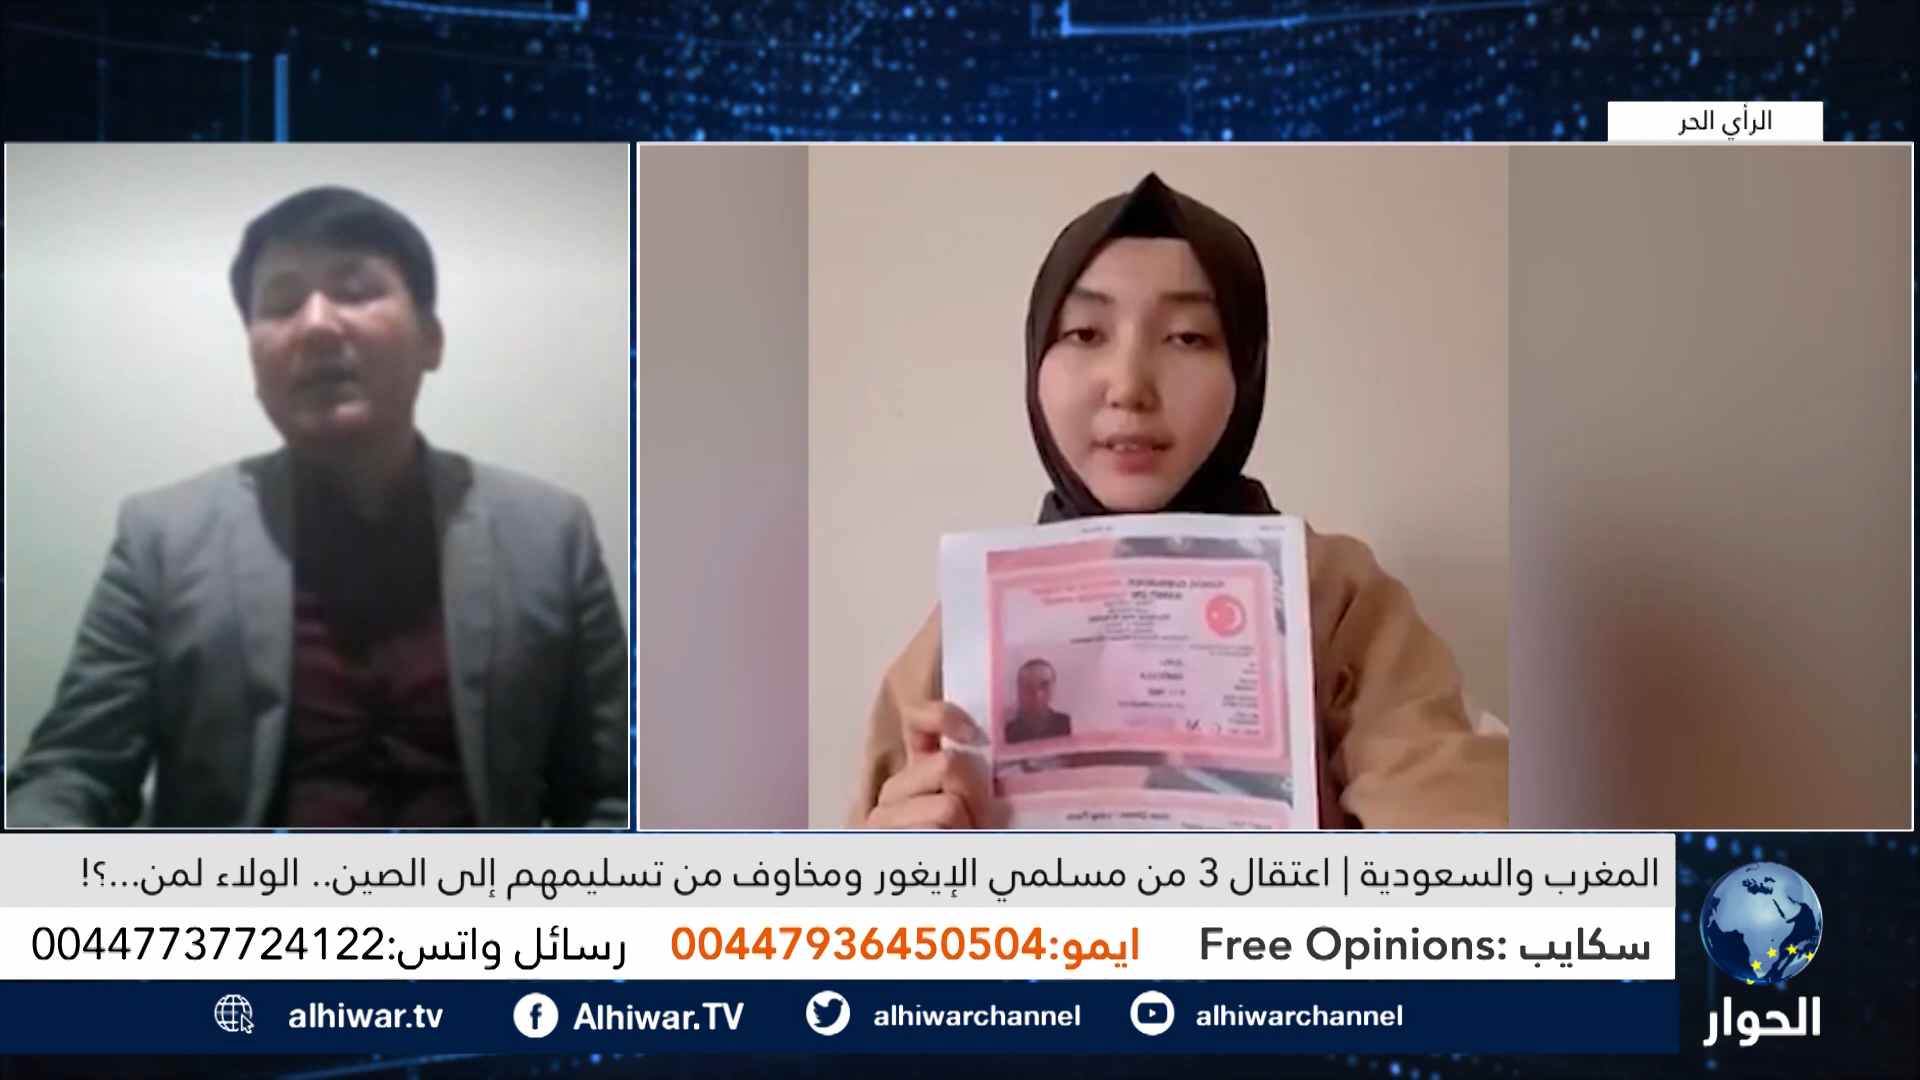 الرأي الحر
المغرب والسعودية | اعتقال 3 من مسلمي الإيغور ومخاوف من تسليمهم إلى الصين.. الولاء لمن...؟!
سكايب :Free Opinions ايمو:00447936450504 رسائل واتس:00447737724122
alhiwar.tv Alhiwar.TV alhiwarchannel alhiwarchannel
الحوار